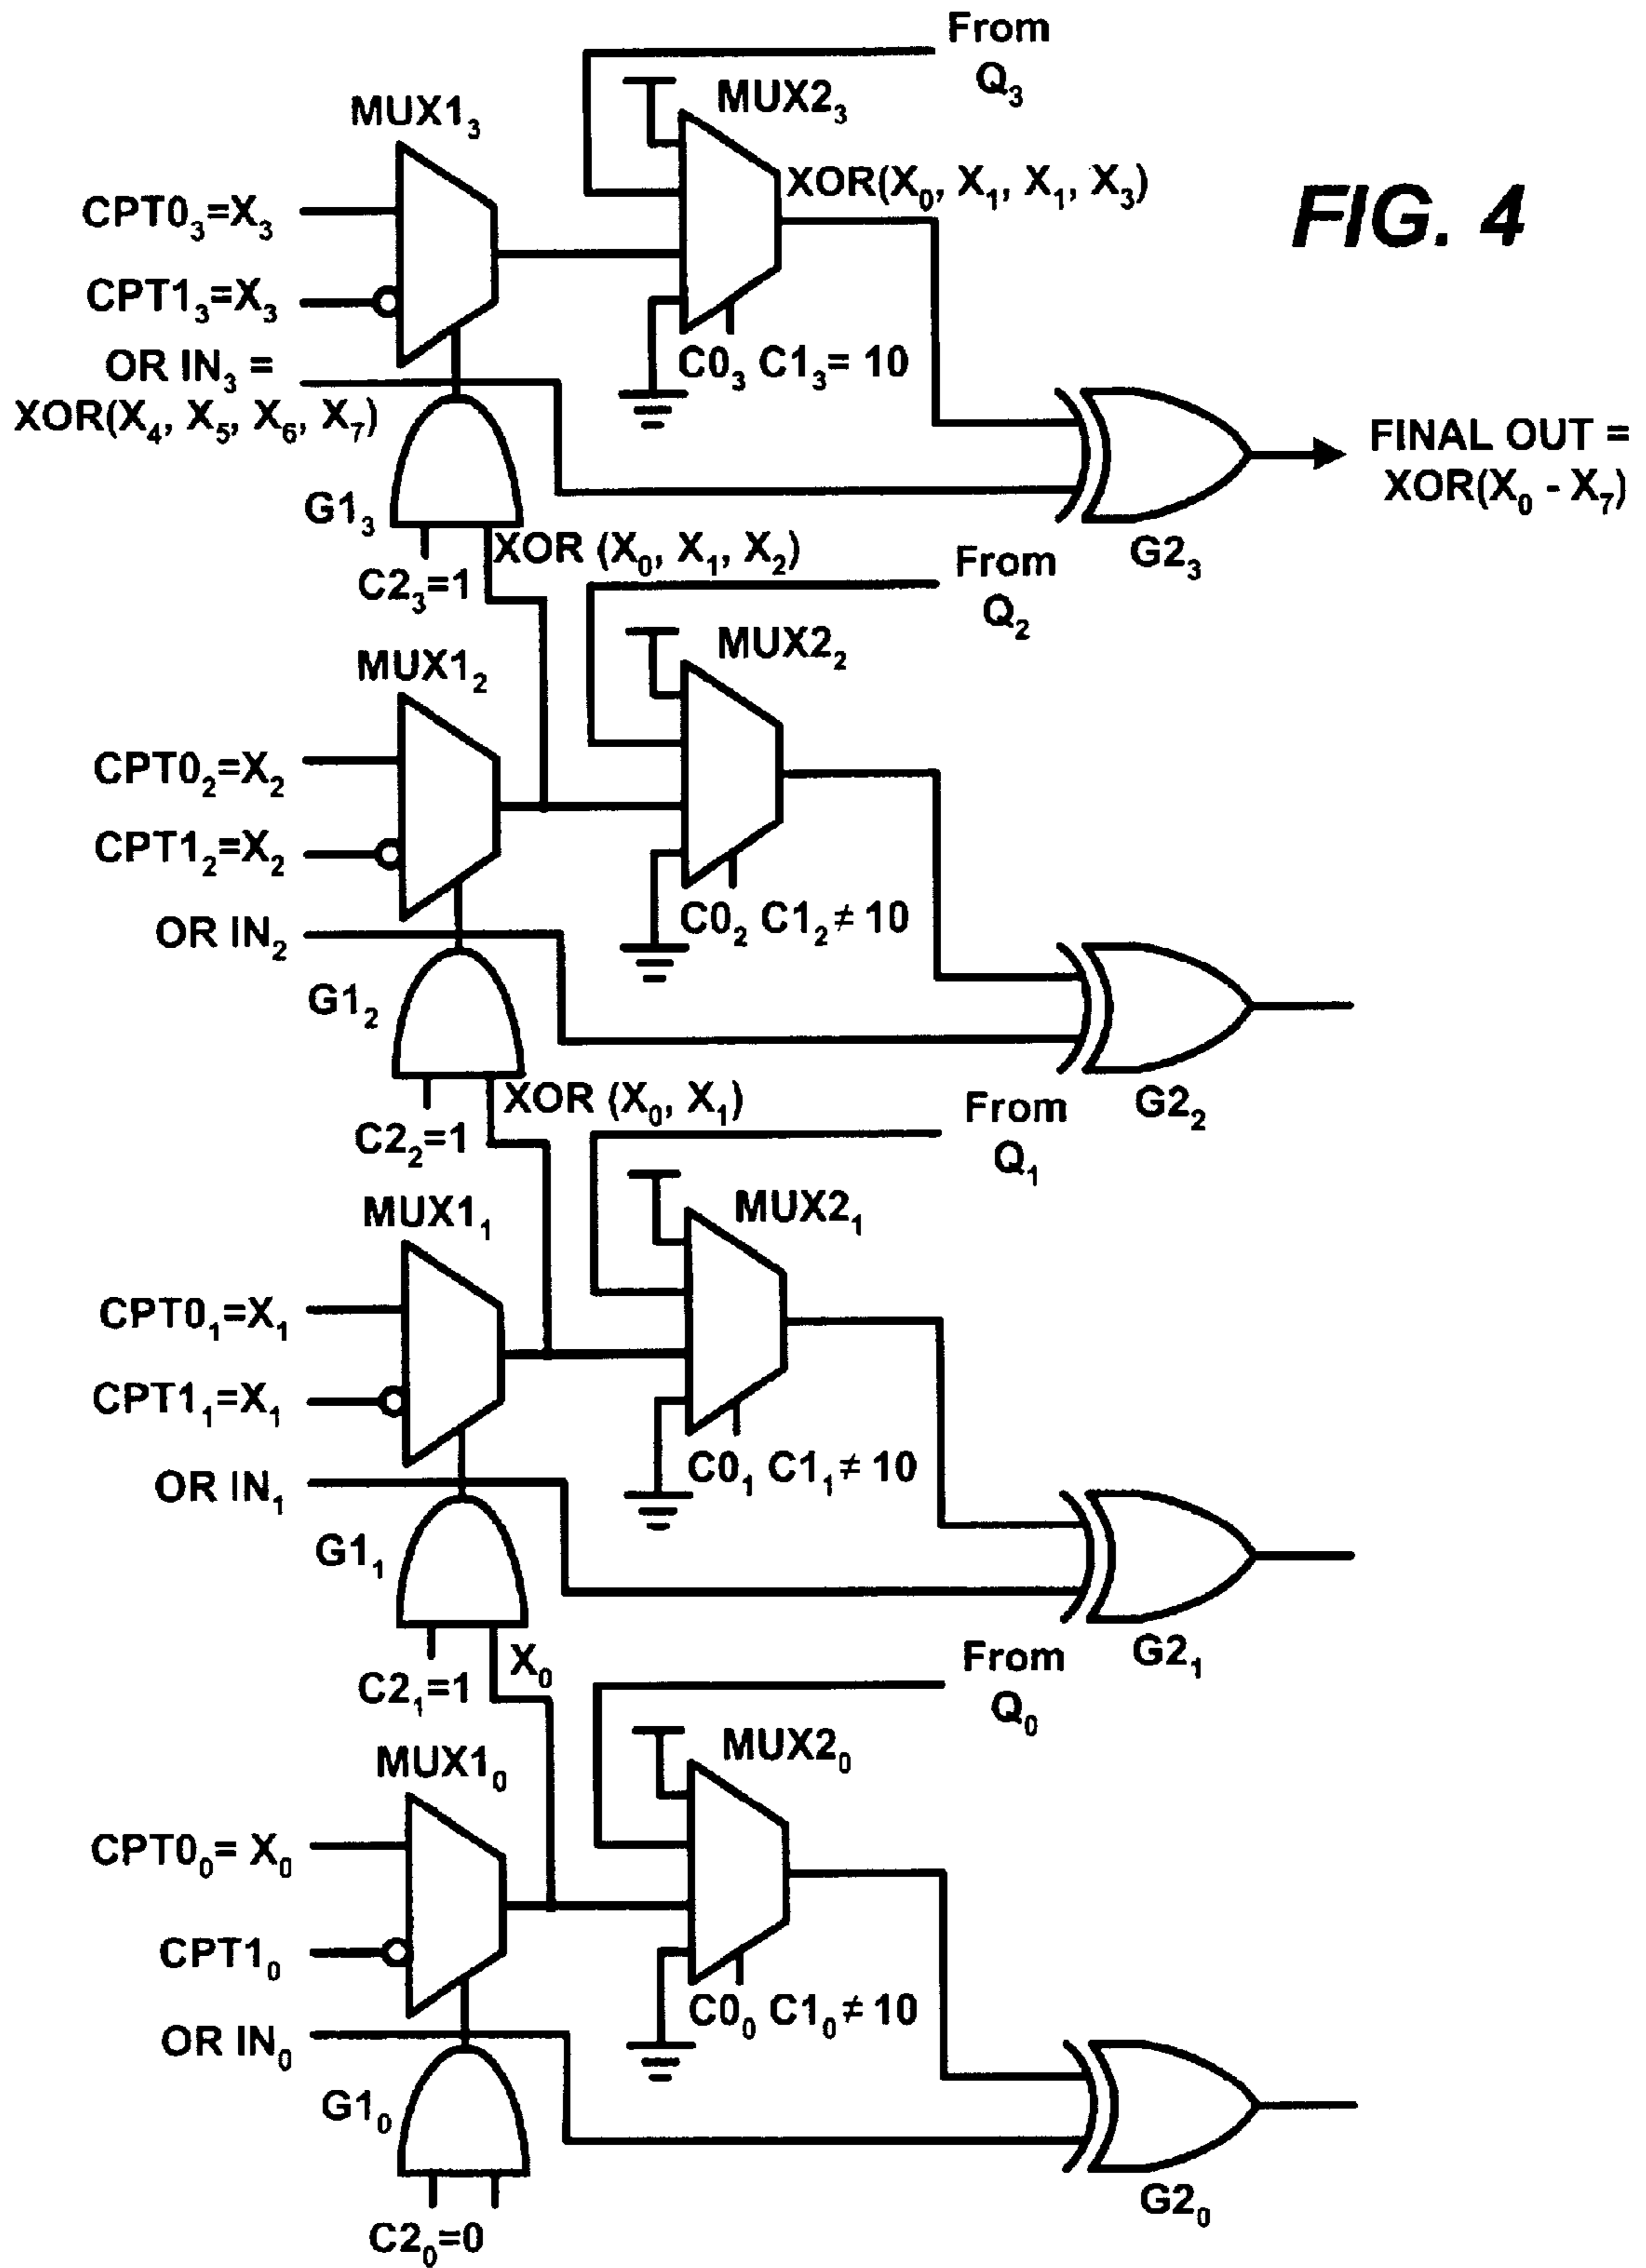 From
Q₃
MUX2₃
MUX1₃
XOR(X₀, X₁, X₁, X₃)
FIG. 4
CPT0₃=X₃
CPT1₃=X₃
OR IN₃ =
XOR(X₄, X₅, X₆, X₇)
C0₃ C1₃= 10
FINAL OUT =
XOR(X₀ - X₇)
G1₃
XOR (X₀, X₁, X₂)
C2₃=1
G2₃
From
Q₂
MUX2₂
MUX1₂
CPT0₂=X₂
CPT1₂=X₂
OR IN₂
C0₂ C1₂ ≠ 10
G1₂
XOR (X₀, X₁)
C2₂=1
G2₂
From
Q₁
MUX2₁
MUX1₁
CPT0₁=X₁
CPT1₁=X₁
OR IN₁
C0₁ C1₁ ≠ 10
G1₁
X₀
C2₁=1
G2₁
From
Q₀
MUX2₀
MUX1₀
CPT0₀= X₀
CPT1₀
OR IN₀
C0₀ C1₀ ≠ 10
G1₀
C2₀=0
G2₀